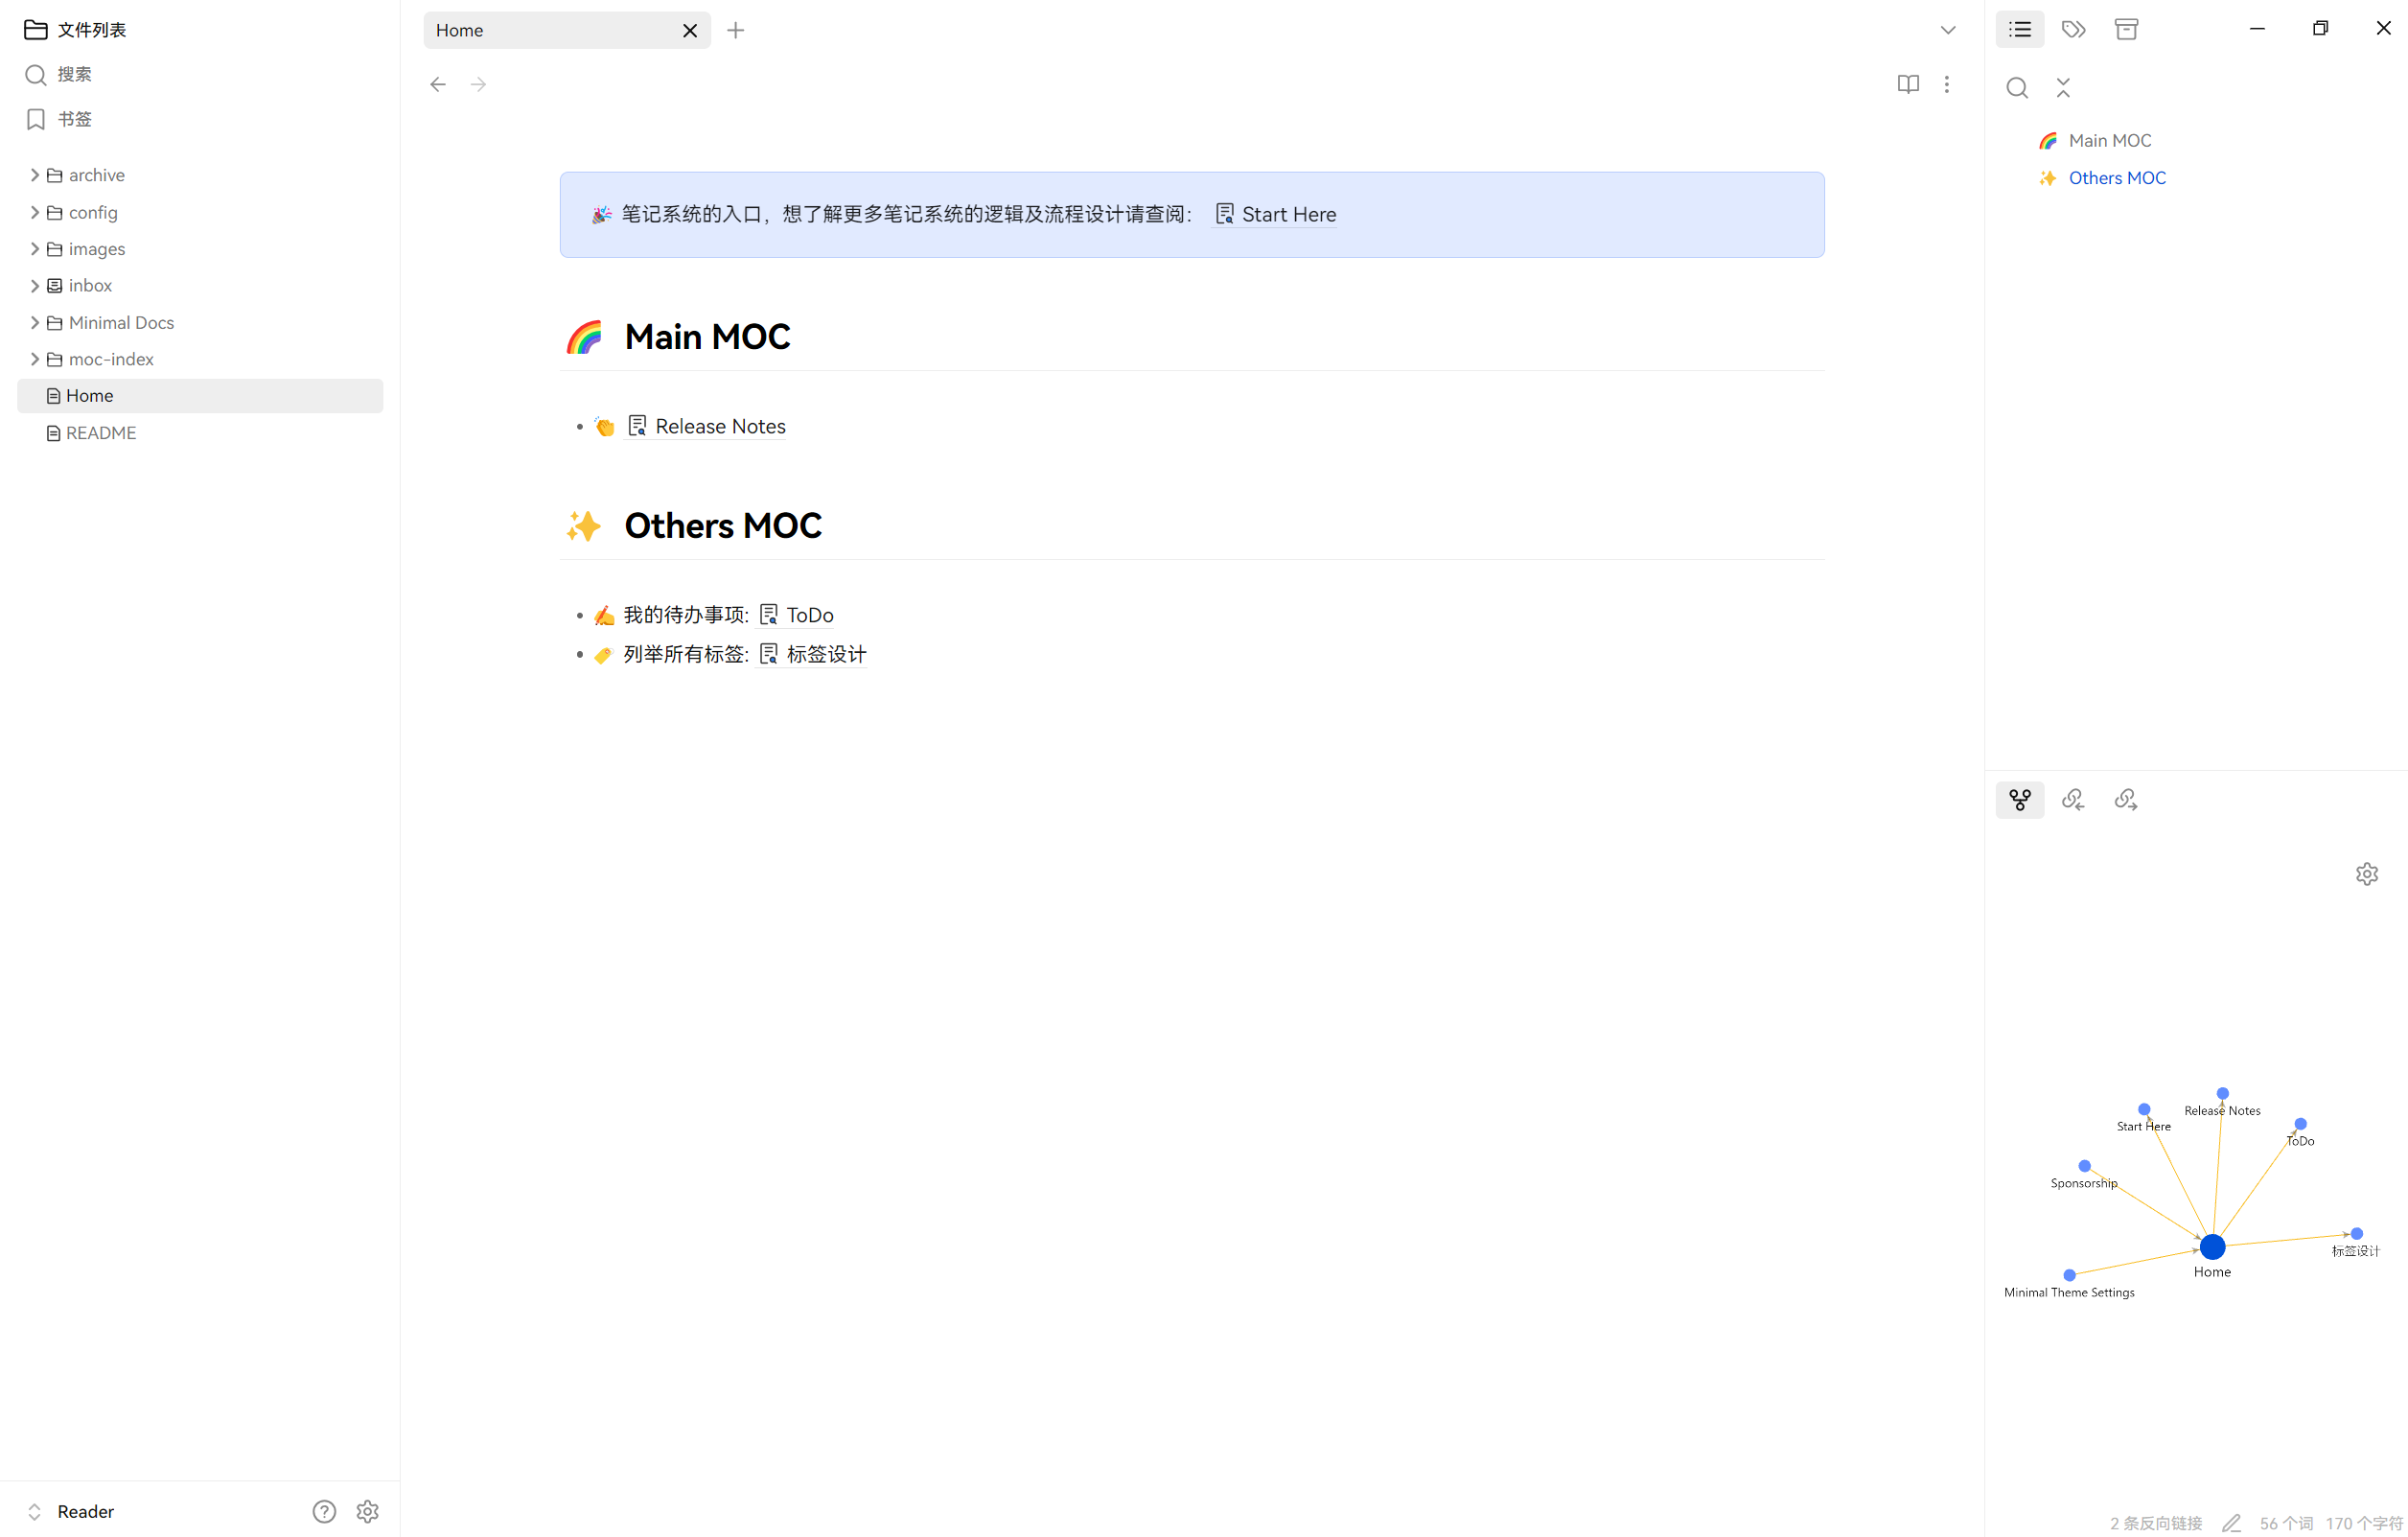 文件列表
搜索
书签
archive
config
images
inbox
Minimal Docs
moc-index
Home
README
Reader
Home
笔记系统的入口，想了解更多笔记系统的逻辑及流程设计请查阅： Start Here
Main MOC
Release Notes
Others MOC
我的待办事项: ToDo
列举所有标签: 标签设计
Main MOC
Others MOC
Release Notes
Start Here
ToDo
Sponsorship
标签设计
Home
Minimal Theme Settings
2 条反向链接 56 个词 170 个字符